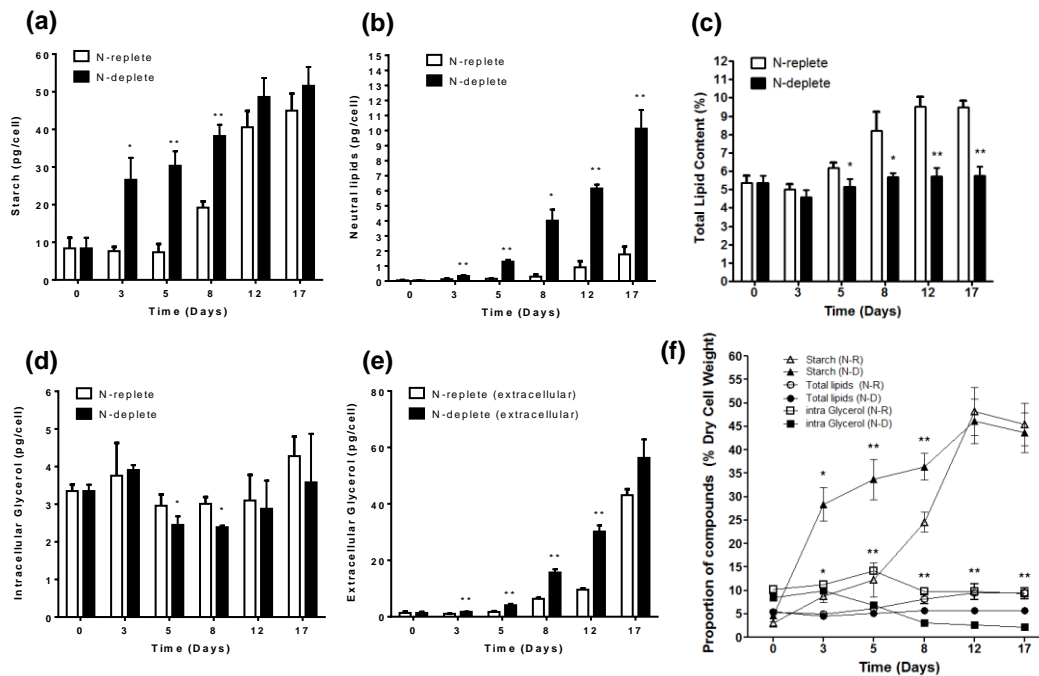 (a)
N-replete
N-deplete
60
50
40
30
20
10
0
Starch (pg/cell)
*
* *
* *
0 3 5 8 12 17
Time (Days)
(b)
N-replete
N-deplete
15
14
13
12
11
10
9
8
7
6
5
4
3
2
1
0
Neutral lipids (pg/cell)
* *
* *
*
* *
* *
0 3 5 8 12 17
Time (Days)
(c)
N-replete
N-deplete
12
11
10
9
8
7
6
5
4
3
2
1
0
Total Lipid Content (%)
*
*
**
**
0 3 5 8 12 17
Time (Days)
(d)
N-replete
N-deplete
6
5
4
3
2
1
0
Intracellular Glycerol (pg/cell)
*
*
0 3 5 8 12 17
Time (Days)
(e)
N-replete (extracellular)
N-deplete (extracellular)
80
60
40
20
0
Extracellular Glycerol (pg/cell)
* *
* *
* *
* *
0 3 5 8 12 17
Time (Days)
(f)
Starch (N-R)
Starch (N-D)
Total lipids (N-R)
Total lipids (N-D)
intra Glycerol (N-R)
intra Glycerol (N-D)
60
55
50
45
40
35
30
25
20
15
10
5
0
Proportion of compounds (% Dry Cell Weight)
* ** **
* ** ** ** **
0 3 5 8 12 17
Time (Days)